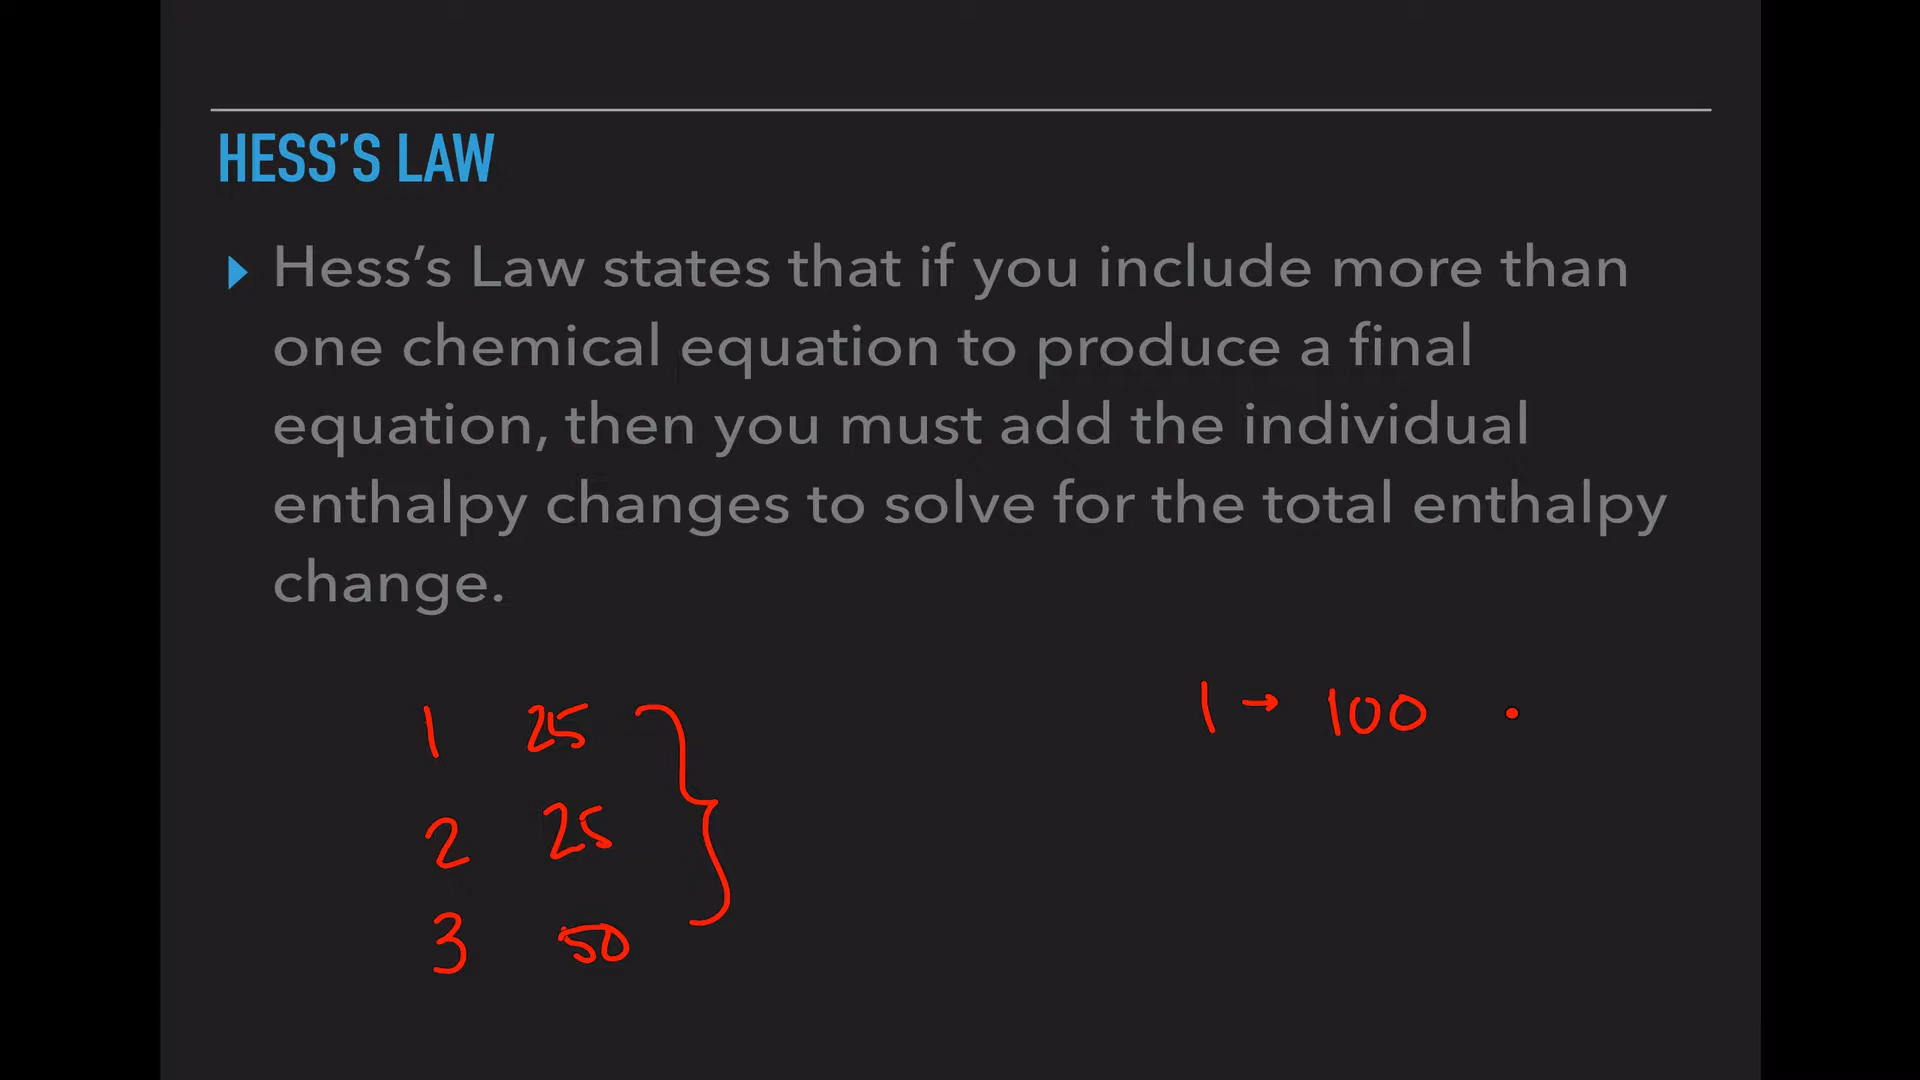 HESS’S LAW
Hess’s Law states that if you include more than
one chemical equation to produce a final
equation, then you must add the individual
enthalpy changes to solve for the total enthalpy
change.
1 25
1 → 100
2 25
3 50